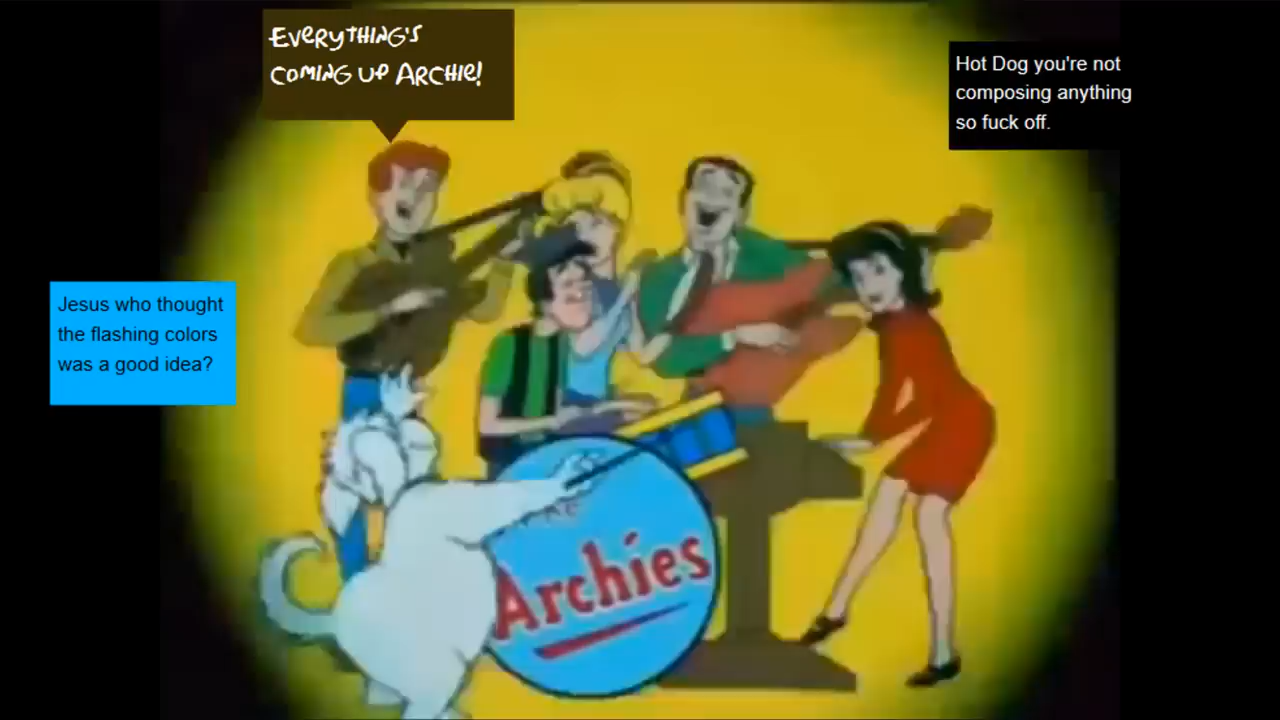 EVERYTHING'S
COMING UP ARCHIE!
Hot Dog you're not
composing anything
so fuck off.
Jesus who thought
the flashing colors
was a good idea?
Archies